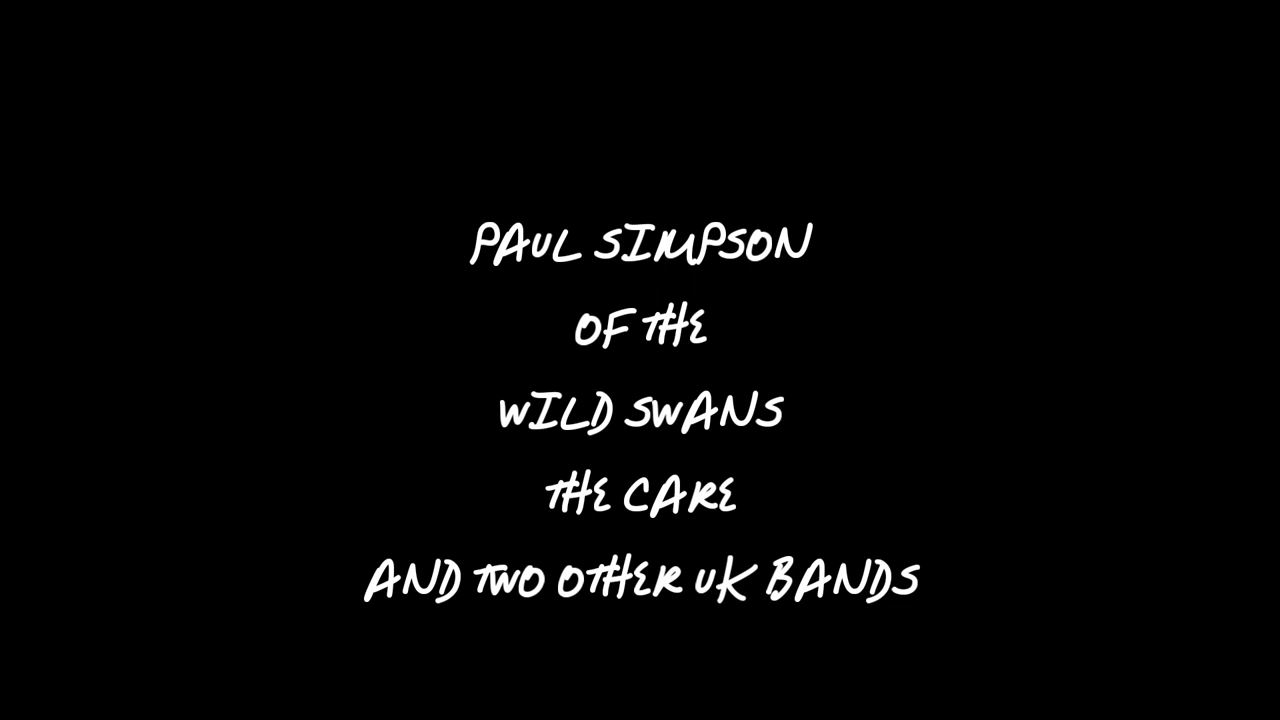 PAUL SIMPSON
OF THE
WILD SWANS
THE CARE
AND TWO OTHER UK BANDS